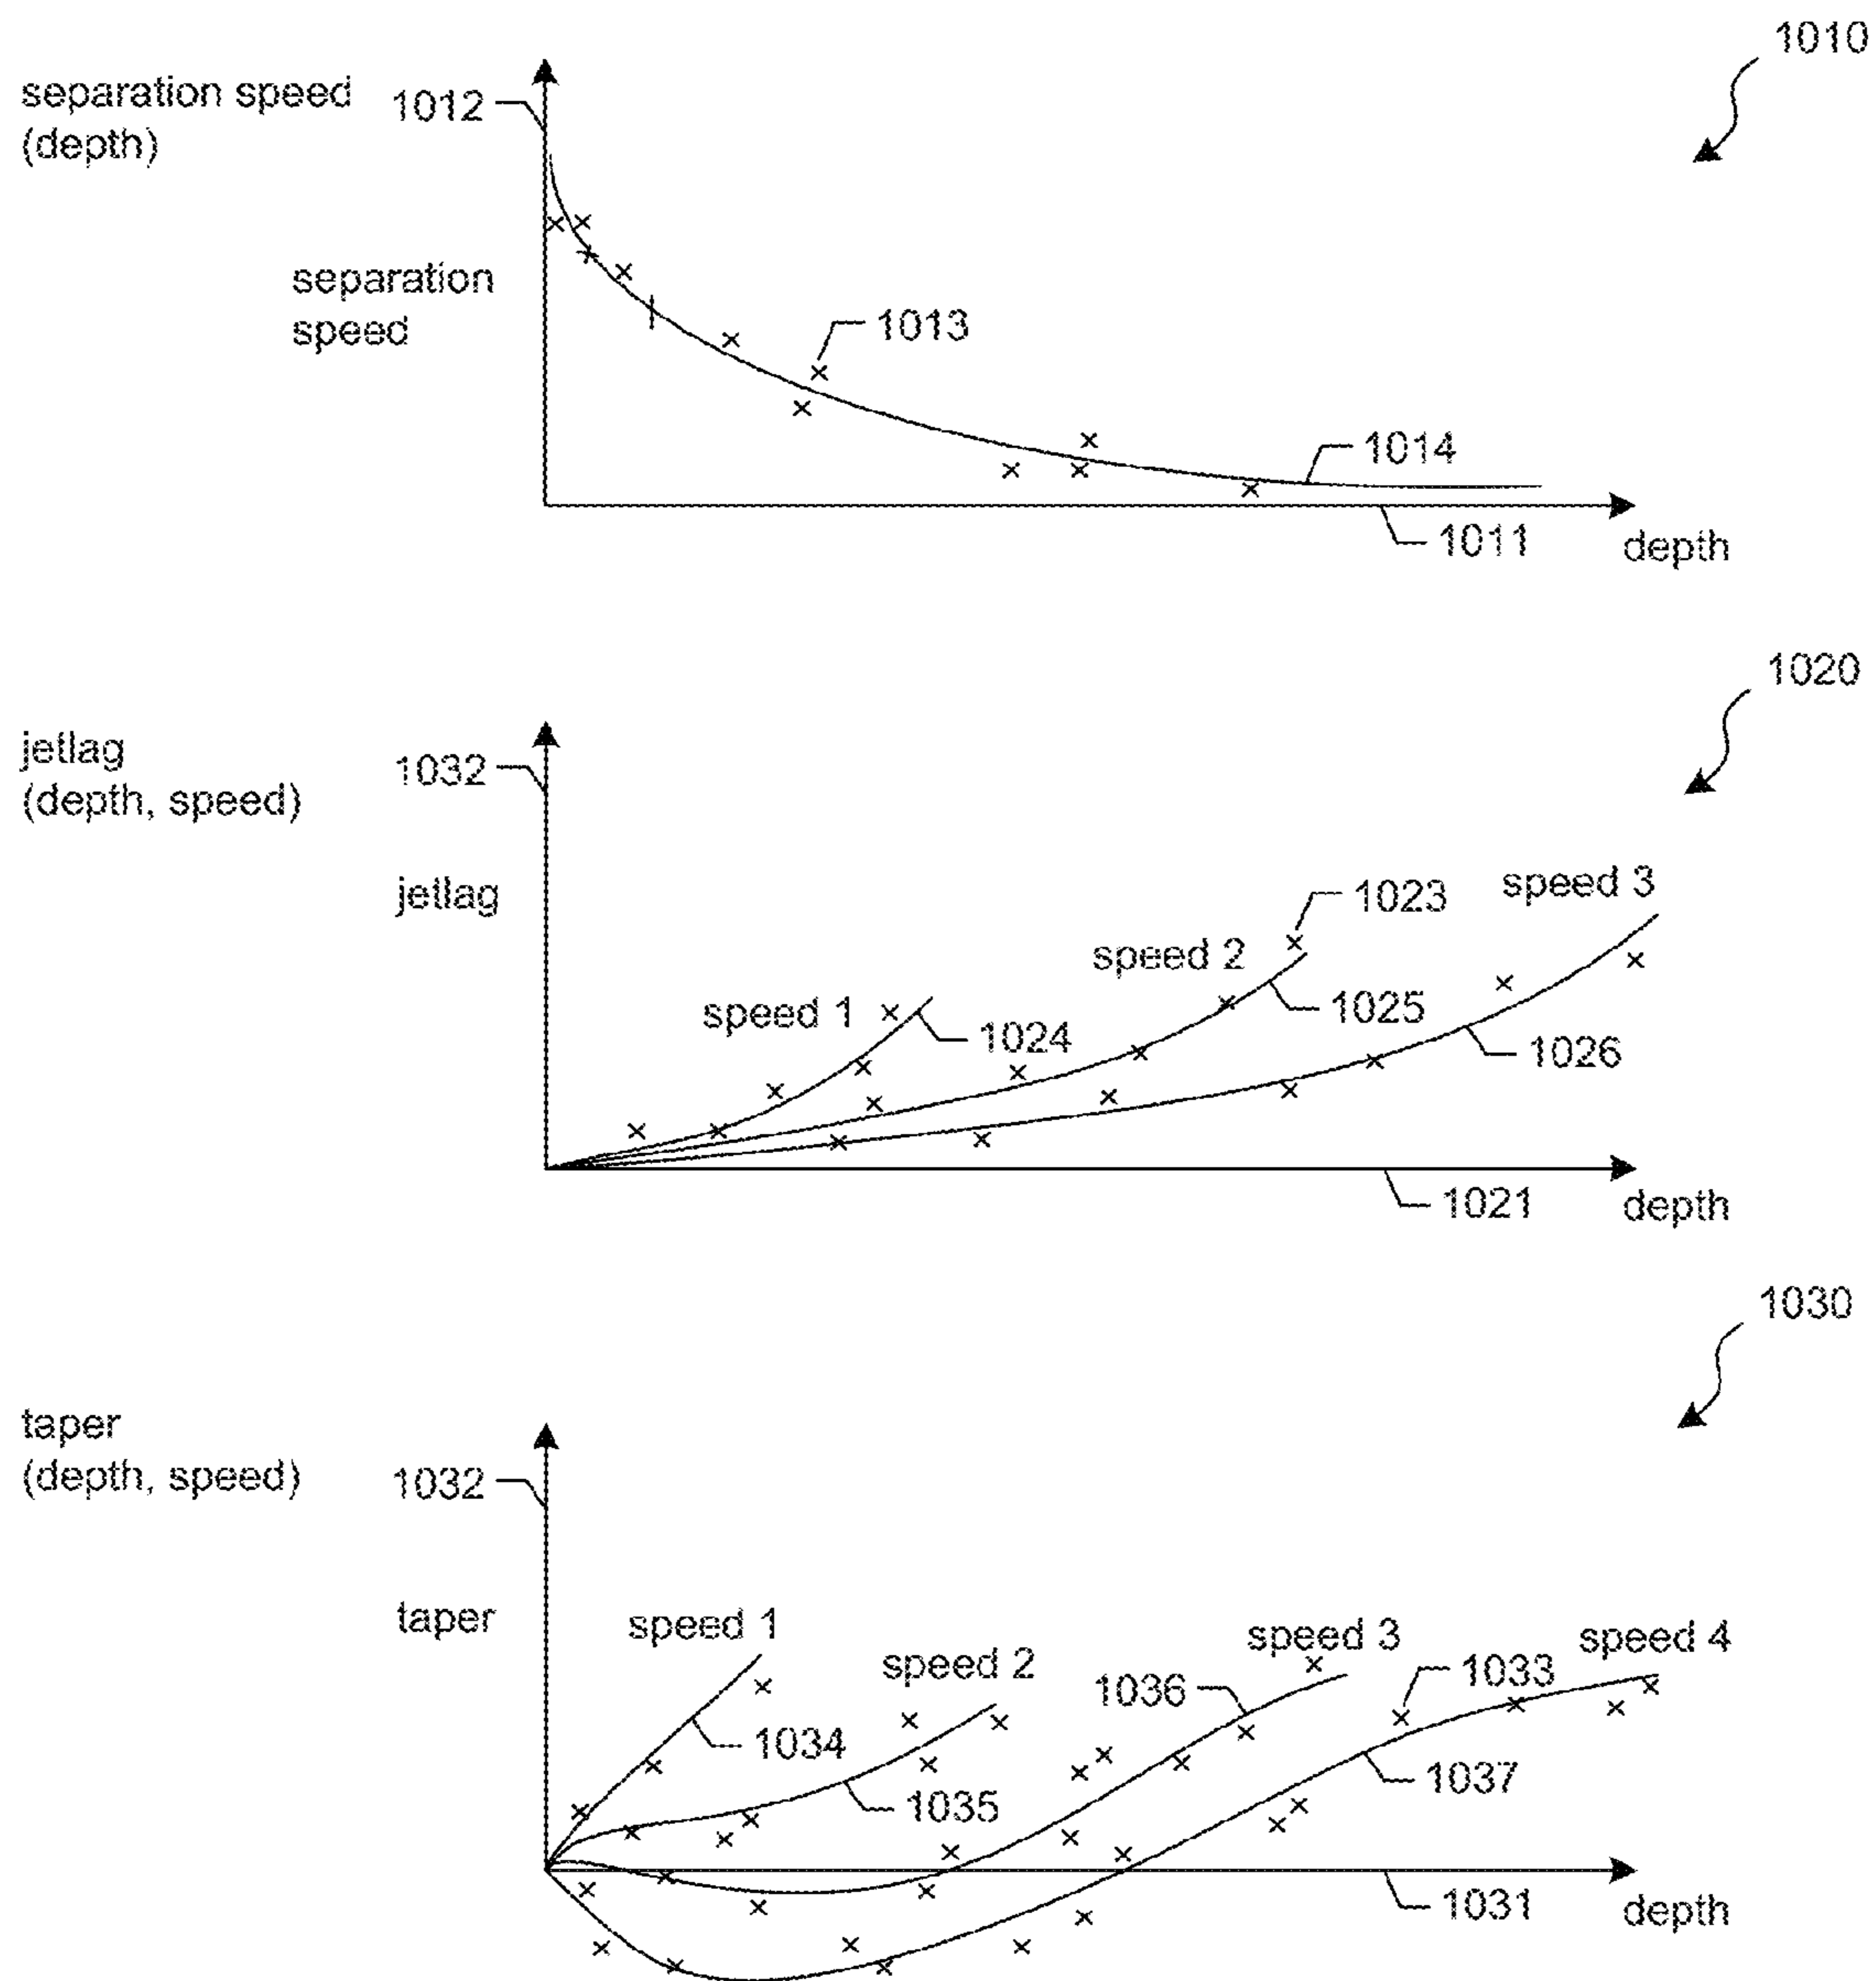 1010
separation speed
(depth)
1012
separation
speed
1013
1014
1011
depth
1020
jetlag
(depth, speed)
1032
jetlag
speed 1
speed 2
speed 3
1023
1024
1025
1026
1021
depth
1030
taper
(depth, speed)
1032
taper
speed 1
speed 2
speed 3
speed 4
1033
1034
1035
1036
1037
1031
depth